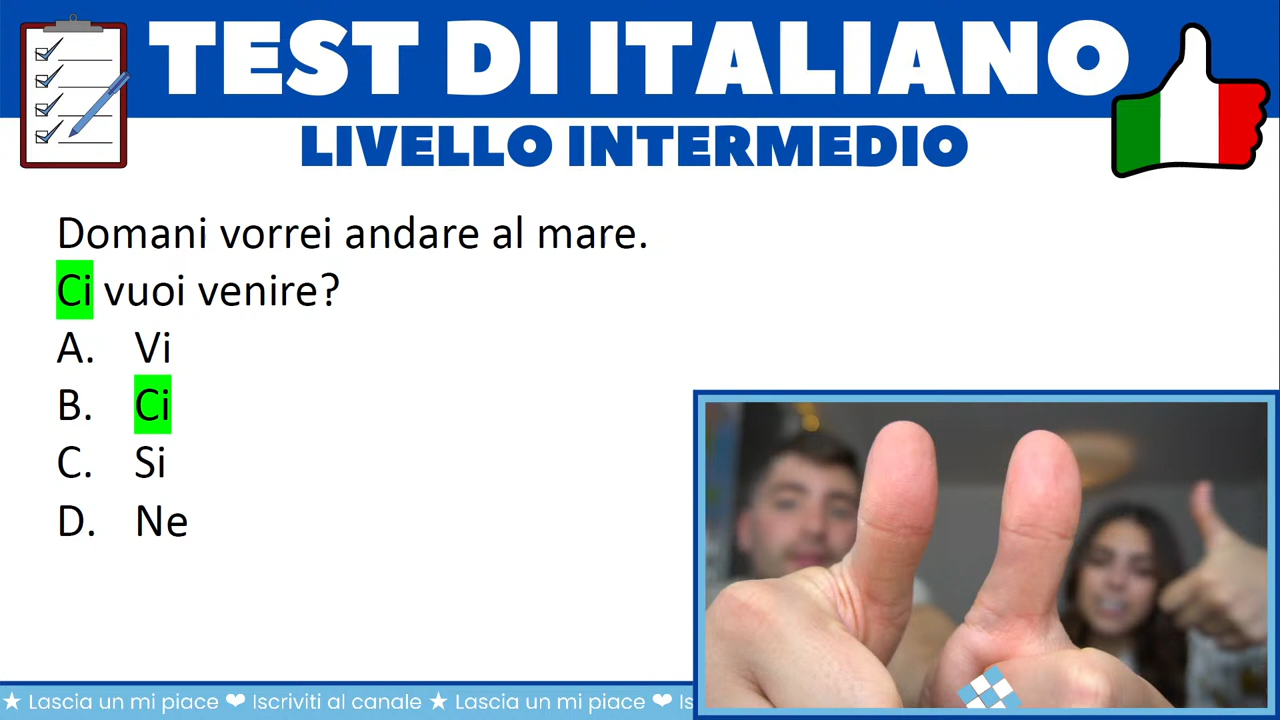 TEST DI ITALIANO
LIVELLO INTERMEDIO
Domani vorrei andare al mare.
Ci vuoi venire?
A. Vi
B. Ci
C. Si
D. Ne
★ Lascia un mi piace ❤ Iscriviti al canale ★ Lascia un mi piace ❤ Is